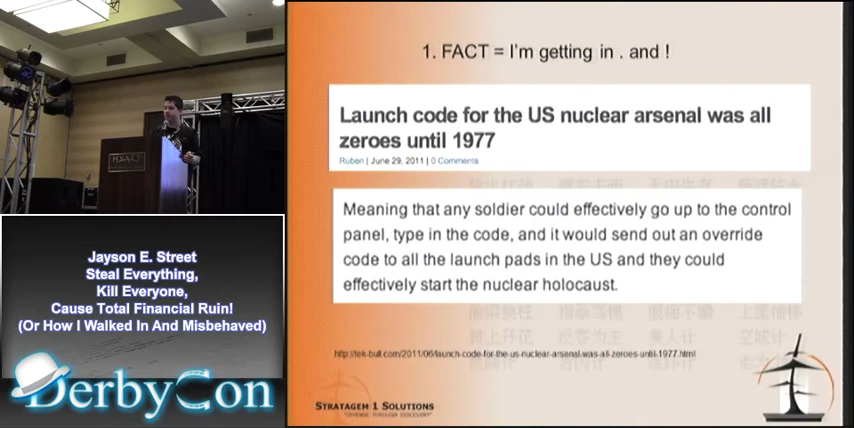 1. FACT = I'm getting in . and !
Launch code for the US nuclear arsenal was all
zeroes until 1977
Ruben | June 29, 2011 | 0 Comments
Meaning that any soldier could effectively go up to the control
panel, type in the code, and it would send out an override
code to all the launch pads in the US and they could
effectively start the nuclear holocaust.
http://tek-bull.com/2011/06/launch-code-for-the-us-nuclear-arsenal-was-all-zeroes-until-1977.html
STRATAGEM 1 SOLUTIONS
"DEFENSE THROUGH DISCOVERY"
HYATT
Jayson E. Street
Steal Everything,
Kill Everyone,
Cause Total Financial Ruin!
(Or How I Walked In And Misbehaved)
DerbyCon